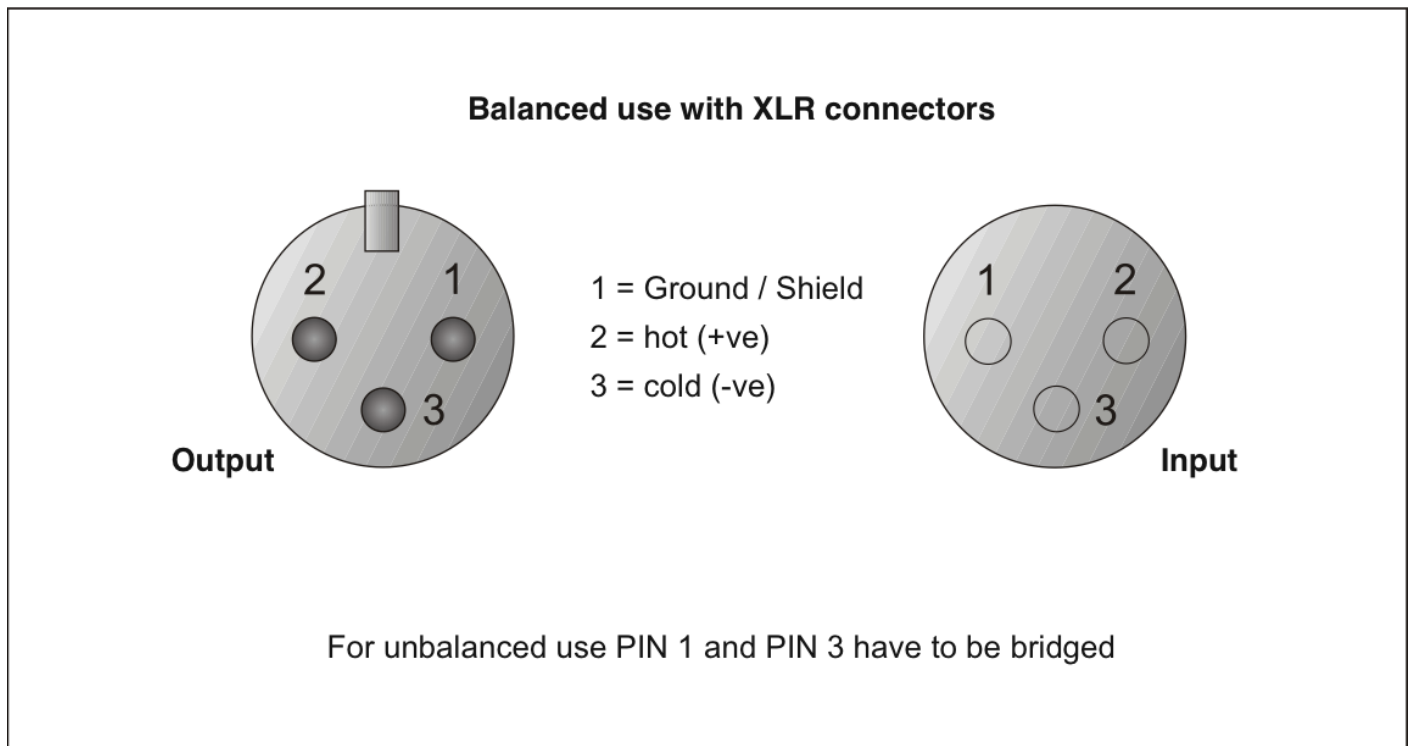 Balanced use with XLR connectors
2 1
3
Output
1 = Ground / Shield
2 = hot (+ve)
3 = cold (-ve)
1 2
3
Input
For unbalanced use PIN 1 and PIN 3 have to be bridged